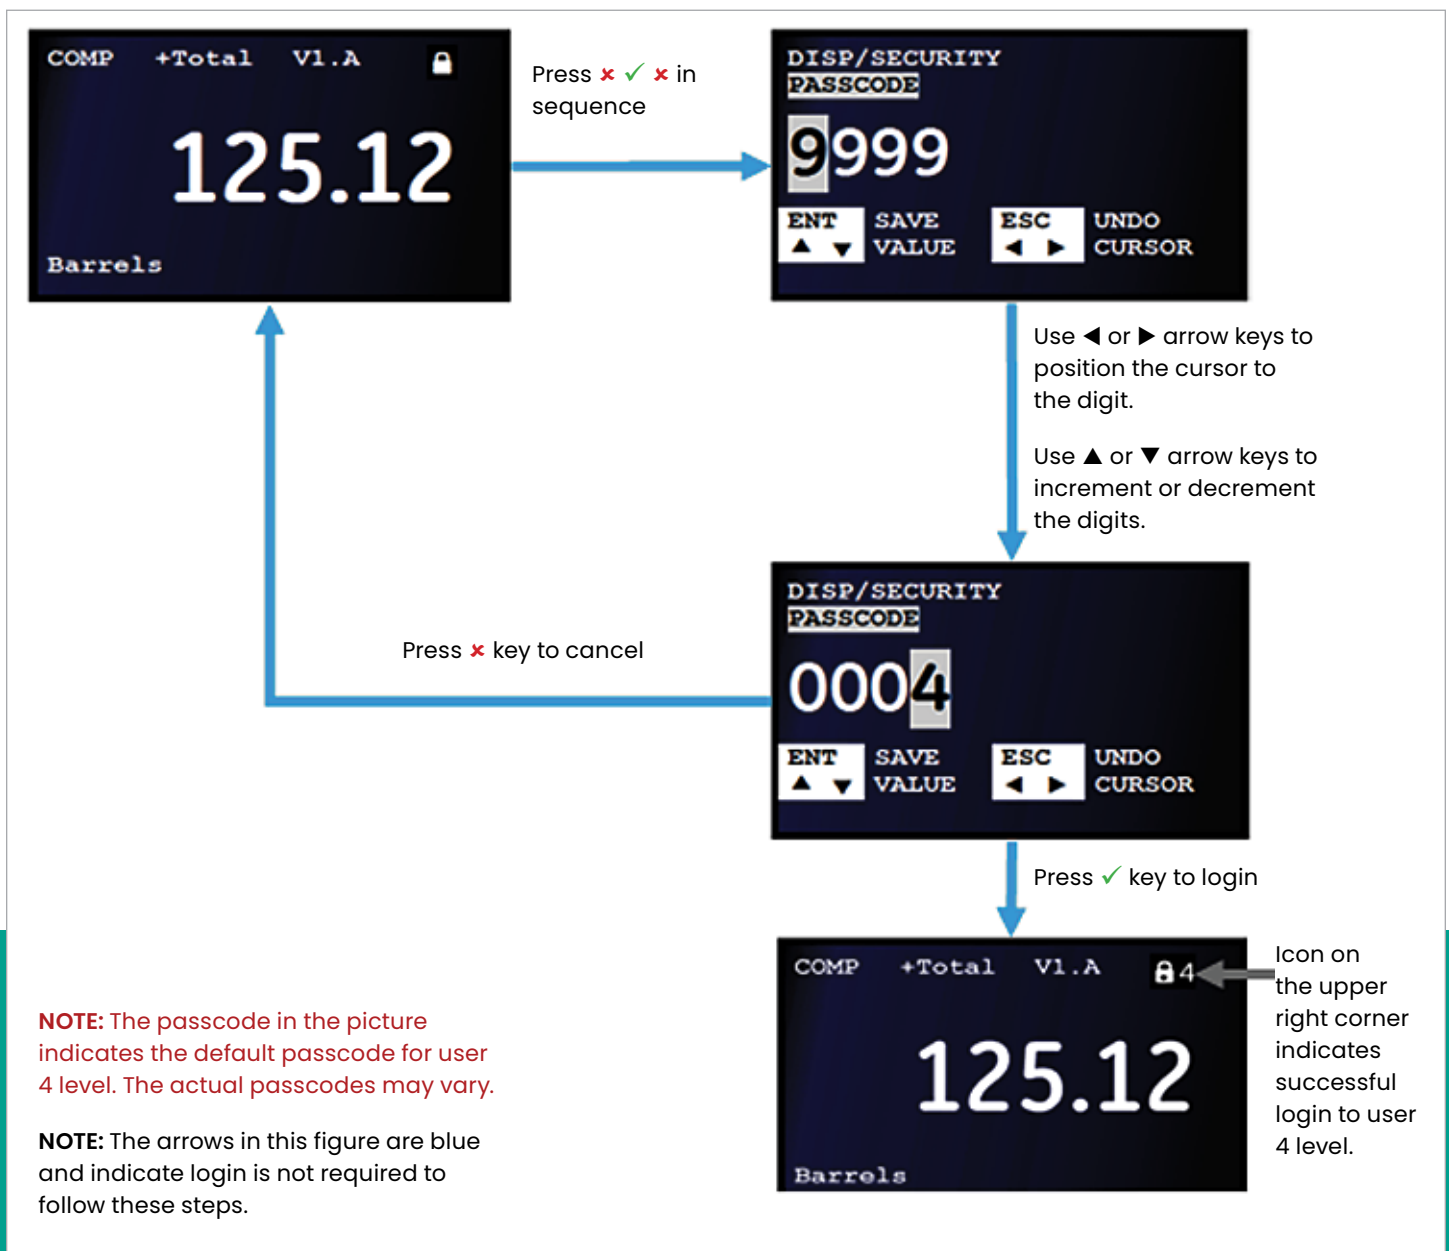 COMP +Total V1.A
125.12
Barrels
Press ✘ ✓ ✘ in
sequence
DISP/SECURITY
PASSCODE
9999
ENT SAVE ESC UNDO
▲ ▼ VALUE ◀ ▶ CURSOR
Use ◀ or ▶ arrow keys to
position the cursor to
the digit.
Use ▲ or ▼ arrow keys to
increment or decrement
the digits.
DISP/SECURITY
PASSCODE
0004
ENT SAVE ESC UNDO
▲ ▼ VALUE ◀ ▶ CURSOR
Press ✘ key to cancel
Press ✓ key to login
COMP +Total V1.A 4
125.12
Barrels
Icon on
the upper
right corner
indicates
successful
login to user
4 level.
NOTE: The passcode in the picture
indicates the default passcode for user
4 level. The actual passcodes may vary.
NOTE: The arrows in this figure are blue
and indicate login is not required to
follow these steps.